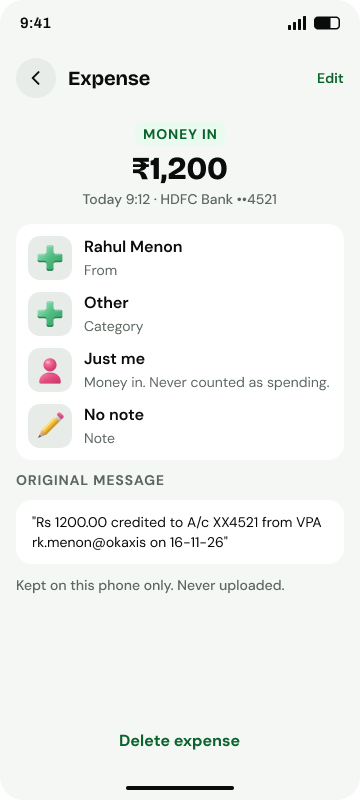 9:41
Expense
Edit
MONEY IN
₹1,200
Today 9:12 · HDFC Bank ••4521
Rahul Menon
From
Other
Category
Just me
Money in. Never counted as spending.
No note
Note
ORIGINAL MESSAGE
"Rs 1200.00 credited to A/c XX4521 from VPA
rk.menon@okaxis on 16-11-26"
Kept on this phone only. Never uploaded.
Delete expense